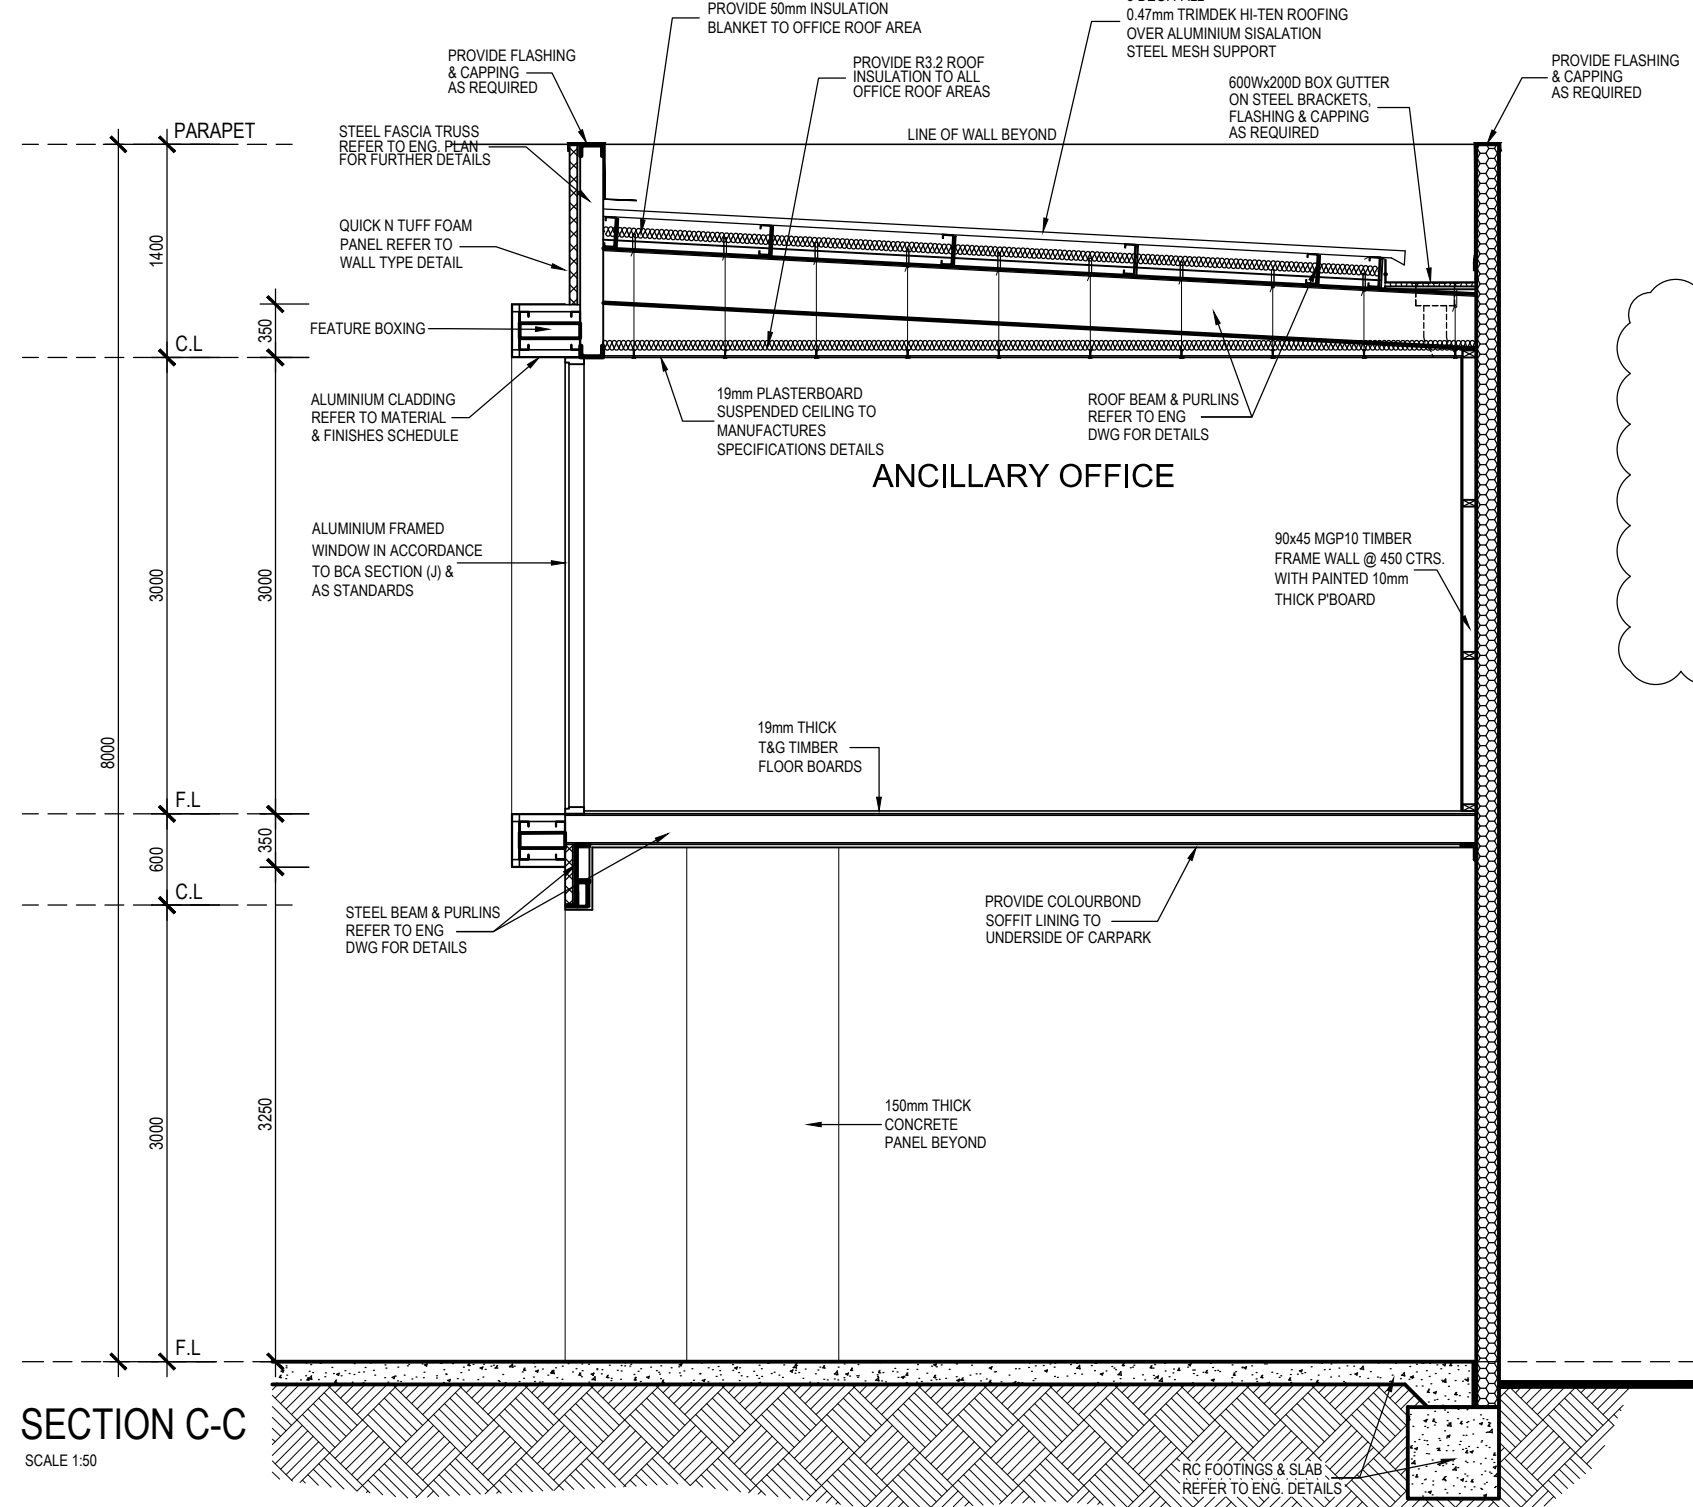 PROVIDE 50mm INSULATION
BLANKET TO OFFICE ROOF AREA
0.47mm TRIMDEK HI-TEN ROOFING
OVER ALUMINIUM SISALATION
STEEL MESH SUPPORT
PROVIDE FLASHING
& CAPPING
AS REQUIRED
PROVIDE R3.2 ROOF
INSULATION TO ALL
OFFICE ROOF AREAS
600Wx200D BOX GUTTER
ON STEEL BRACKETS,
FLASHING & CAPPING
AS REQUIRED
PROVIDE FLASHING
& CAPPING
AS REQUIRED
PARAPET
STEEL FASCIA TRUSS
REFER TO ENG. PLAN
FOR FURTHER DETAILS
LINE OF WALL BEYOND
QUICK N TUFF FOAM
PANEL REFER TO
WALL TYPE DETAIL
1400
350
FEATURE BOXING
C.L
ALUMINIUM CLADDING
REFER TO MATERIAL
& FINISHES SCHEDULE
19mm PLASTERBOARD
SUSPENDED CEILING TO
MANUFACTURES
SPECIFICATIONS DETAILS
ROOF BEAM & PURLINS
REFER TO ENG
DWG FOR DETAILS
ANCILLARY OFFICE
ALUMINIUM FRAMED
WINDOW IN ACCORDANCE
TO BCA SECTION (J) &
AS STANDARDS
90x45 MGP10 TIMBER
FRAME WALL @ 450 CTRS.
WITH PAINTED 10mm
THICK P'BOARD
3000
3000
8000
19mm THICK
T&G TIMBER
FLOOR BOARDS
F.L
350
600
C.L
STEEL BEAM & PURLINS
REFER TO ENG
DWG FOR DETAILS
PROVIDE COLOURBOND
SOFFIT LINING TO
UNDERSIDE OF CARPARK
3000
3250
150mm THICK
CONCRETE
PANEL BEYOND
F.L
SECTION C-C
SCALE 1:50
RC FOOTINGS & SLAB
REFER TO ENG. DETAILS